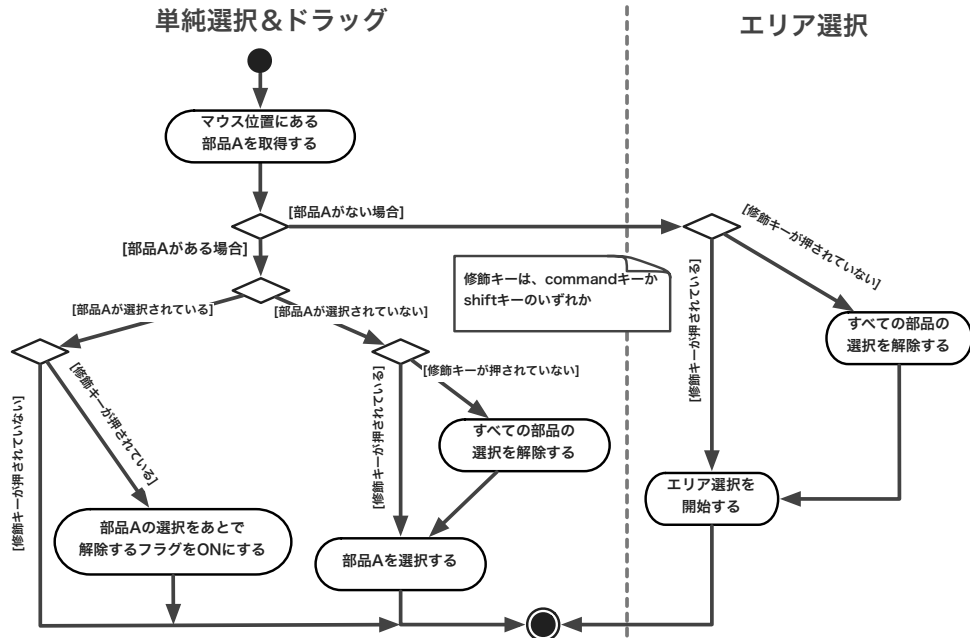 単純選択&ドラッグ
エリア選択
マウス位置にある
部品Aを取得する
[部品Aがない場合]
[部品Aがある場合]
[修飾キーが押されていない]
[修飾キーが押されている]
修飾キーは、commandキーか
shiftキーのいずれか
すべての部品の
選択を解除する
[部品Aが選択されている]
[部品Aが選択されていない]
[修飾キーが押されていない]
[修飾キーが押されている]
[修飾キーが押されている]
[修飾キーが押されていない]
すべての部品の
選択を解除する
エリア選択を
開始する
部品Aの選択をあとで
解除するフラグをONにする
部品Aを選択する